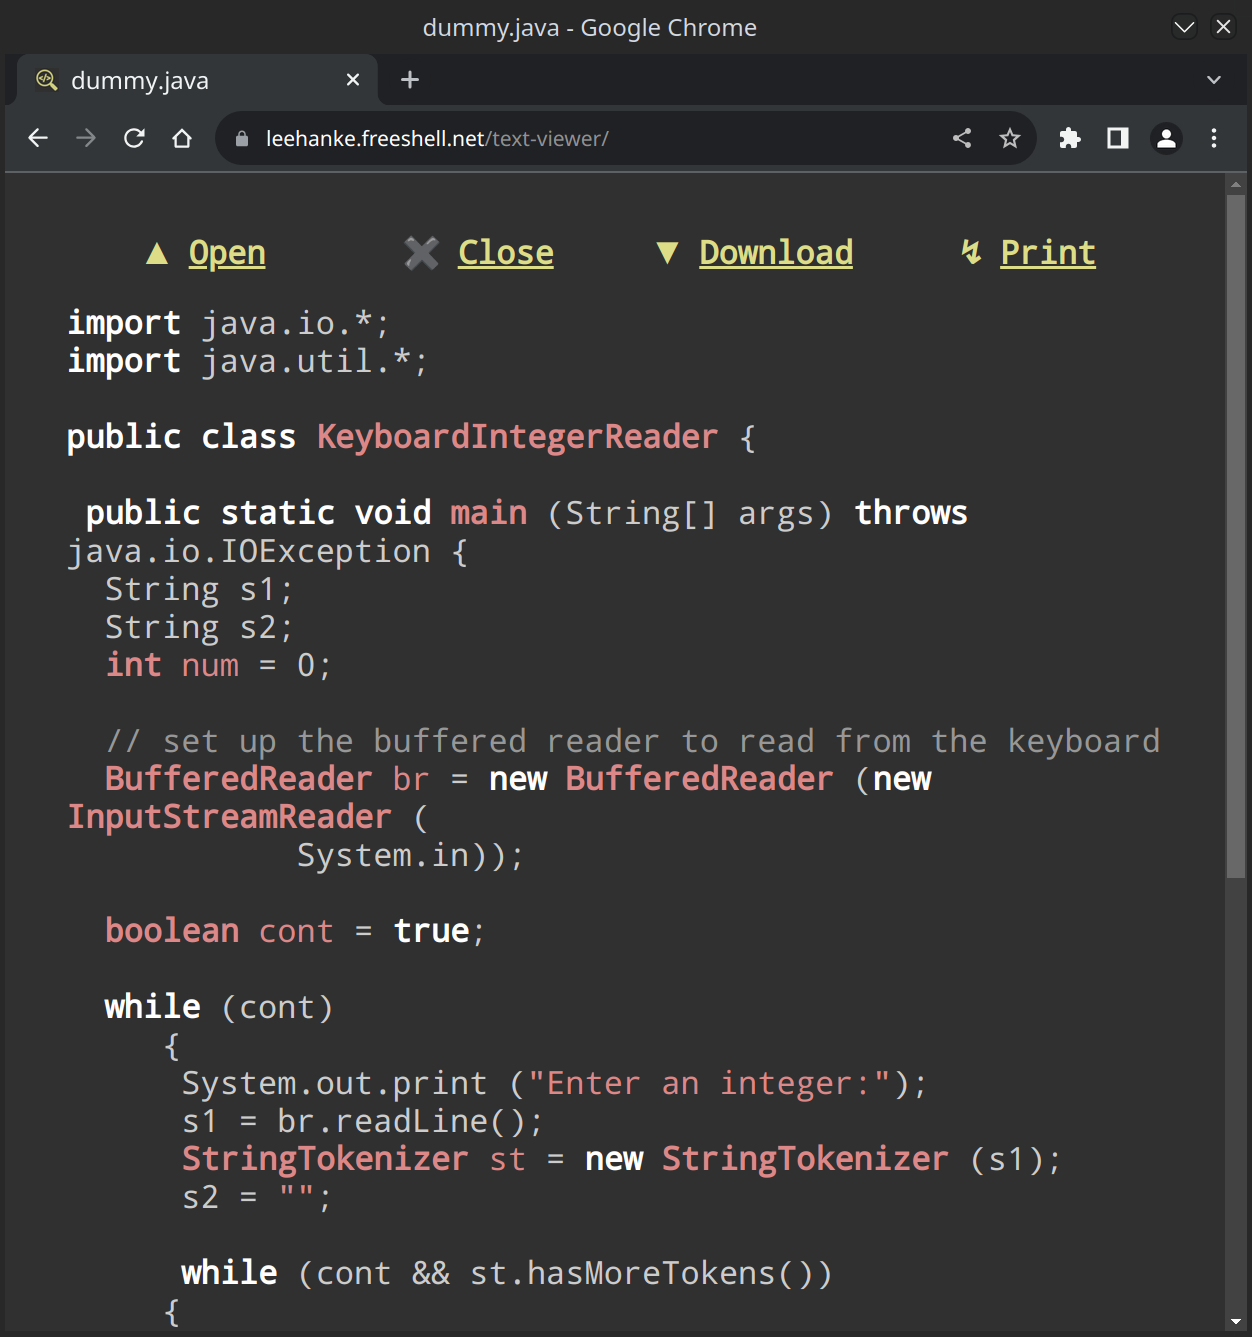 dummy.java - Google Chrome
dummy.java
leehanke.freeshell.net/text-viewer/
▲ Open ✖ Close ▼ Download ↯ Print
import java.io.*;
import java.util.*;
public class KeyboardIntegerReader {
public static void main (String[] args) throws
java.io.IOException {
String s1;
String s2;
int num = 0;
// set up the buffered reader to read from the keyboard
BufferedReader br = new BufferedReader (new
InputStreamReader (
System.in));
boolean cont = true;
while (cont)
{
System.out.print ("Enter an integer:");
s1 = br.readLine();
StringTokenizer st = new StringTokenizer (s1);
s2 = "";
while (cont && st.hasMoreTokens())
{